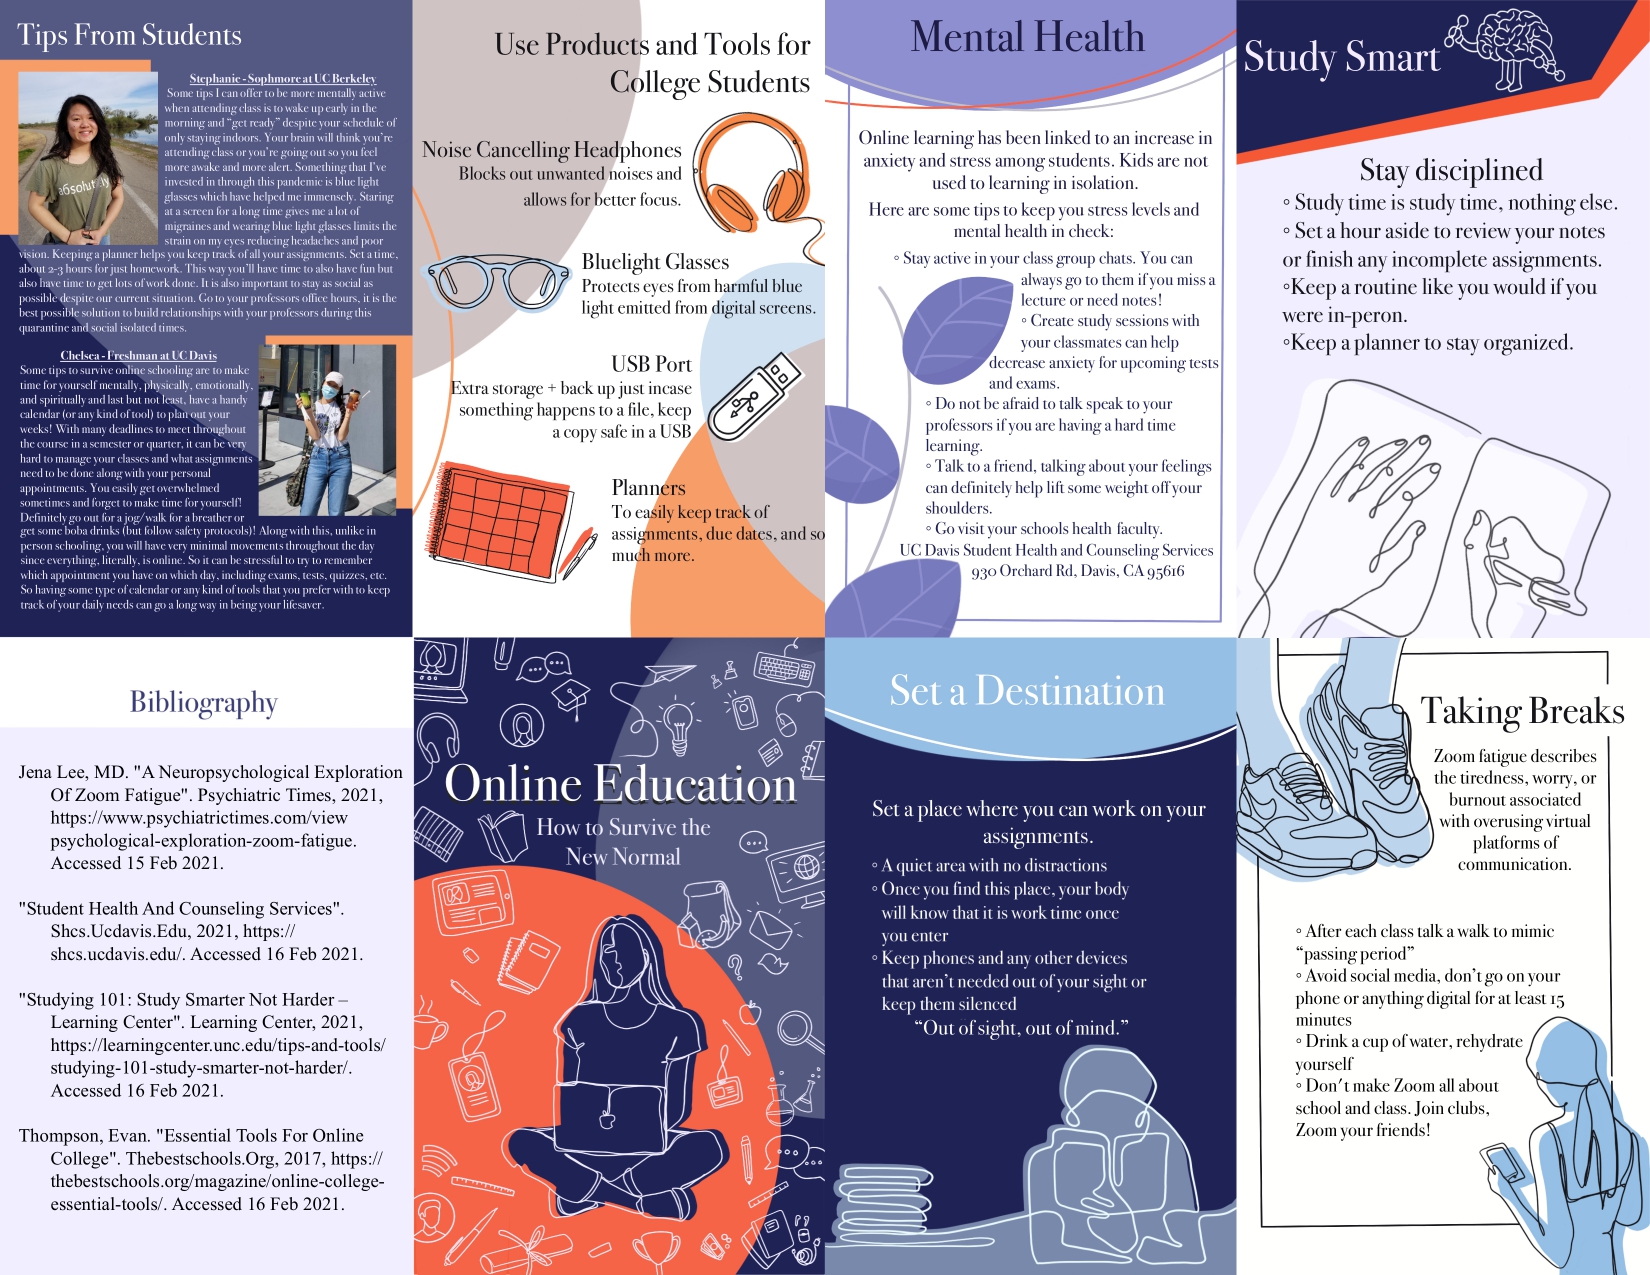 Tips From Students
Stephanie - Sophmore at UC Berkeley
Some tips I can offer to be more mentally active
when attending class is to wake up early in the
morning and “get ready” despite your schedule of
only staying indoors. Your brain will think you’re
attending class or you’re going out so you feel
more awake and more alert. Something that I’ve
invested in through this pandemic is blue light
glasses which have helped me immensely. Staring
at a screen for a long time gives me a lot of
migraines and wearing blue light glasses limits the
strain on my eyes reducing headaches and poor
vision. Keeping a planner helps you keep track of all your assignments. Set a time,
about 2-3 hours for just homework. This way you’ll have time to also have fun but
also have time to get lots of work done. It is also important to stay as social as
possible despite our current situation. Go to your professors office hours, it is the
best possible solution to build relationships with your professors during this
quarantine and social isolated times.
Chelsea - Freshman at UC Davis
Some tips to survive online schooling are to make
time for yourself mentally, physically, emotionally,
and spiritually and last but not least, have a handy
calendar (or any kind of tool) to plan out your
weeks! With many deadlines to meet throughout
the course in a semester or quarter, it can be very
hard to manage your classes and what assignments
need to be done along with your personal
appointments. You easily get overwhelmed
sometimes and forget to make time for yourself!
Definitely go out for a jog/walk for a breather or
get some boba drinks (but follow safety protocols)! Along with this, unlike in
person schooling, you will have very minimal movements throughout the day
since everything, literally, is online. So it can be stressful to try to remember
which appointment you have on which day, including exams, tests, quizzes, etc.
So having some type of calendar or any kind of tools that you prefer with to keep
track of your daily needs can go a long way in being your lifesaver.
Use Products and Tools for
College Students
Noise Cancelling Headphones
Blocks out unwanted noises and
allows for better focus.
Bluelight Glasses
Protects eyes from harmful blue
light emitted from digital screens.
USB Port
Extra storage + back up just incase
something happens to a file, keep
a copy safe in a USB
Planners
To easily keep track of
assignments, due dates, and so
much more.
Mental Health
Online learning has been linked to an increase in
anxiety and stress among students. Kids are not
used to learning in isolation.
Here are some tips to keep you stress levels and
mental health in check:
◦ Stay active in your class group chats. You can
always go to them if you miss a
lecture or need notes!
◦ Create study sessions with
your classmates can help
decrease anxiety for upcoming tests
and exams.
◦ Do not be afraid to talk speak to your
professors if you are having a hard time
learning.
◦ Talk to a friend, talking about your feelings
can definitely help lift some weight off your
shoulders.
◦ Go visit your schools health faculty.
UC Davis Student Health and Counseling Services
930 Orchard Rd, Davis, CA 95616
Study Smart
Stay disciplined
◦ Study time is study time, nothing else.
◦ Set a hour aside to review your notes
or finish any incomplete assignments.
◦Keep a routine like you would if you
were in-peron.
◦Keep a planner to stay organized.
Bibliography
Jena Lee, MD. "A Neuropsychological Exploration
Of Zoom Fatigue". Psychiatric Times, 2021,
https://www.psychiatrictimes.com/view
psychological-exploration-zoom-fatigue.
Accessed 15 Feb 2021.
"Student Health And Counseling Services".
Shcs.Ucdavis.Edu, 2021, https://
shcs.ucdavis.edu/. Accessed 16 Feb 2021.
"Studying 101: Study Smarter Not Harder –
Learning Center". Learning Center, 2021,
https://learningcenter.unc.edu/tips-and-tools/
studying-101-study-smarter-not-harder/.
Accessed 16 Feb 2021.
Thompson, Evan. "Essential Tools For Online
College". Thebestschools.Org, 2017, https://
thebestschools.org/magazine/online-college-
essential-tools/. Accessed 16 Feb 2021.
Online Education
How to Survive the
New Normal
Set a Destination
Set a place where you can work on your
assignments.
◦ A quiet area with no distractions
◦ Once you find this place, your body
will know that it is work time once
you enter
◦ Keep phones and any other devices
that aren’t needed out of your sight or
keep them silenced
“Out of sight, out of mind.”
Taking Breaks
Zoom fatigue describes
the tiredness, worry, or
burnout associated
with overusing virtual
platforms of
communication.
◦ After each class talk a walk to mimic
“passing period”
◦ Avoid social media, don’t go on your
phone or anything digital for at least 15
minutes
◦ Drink a cup of water, rehydrate
yourself
◦ Don't make Zoom all about
school and class. Join clubs,
Zoom your friends!